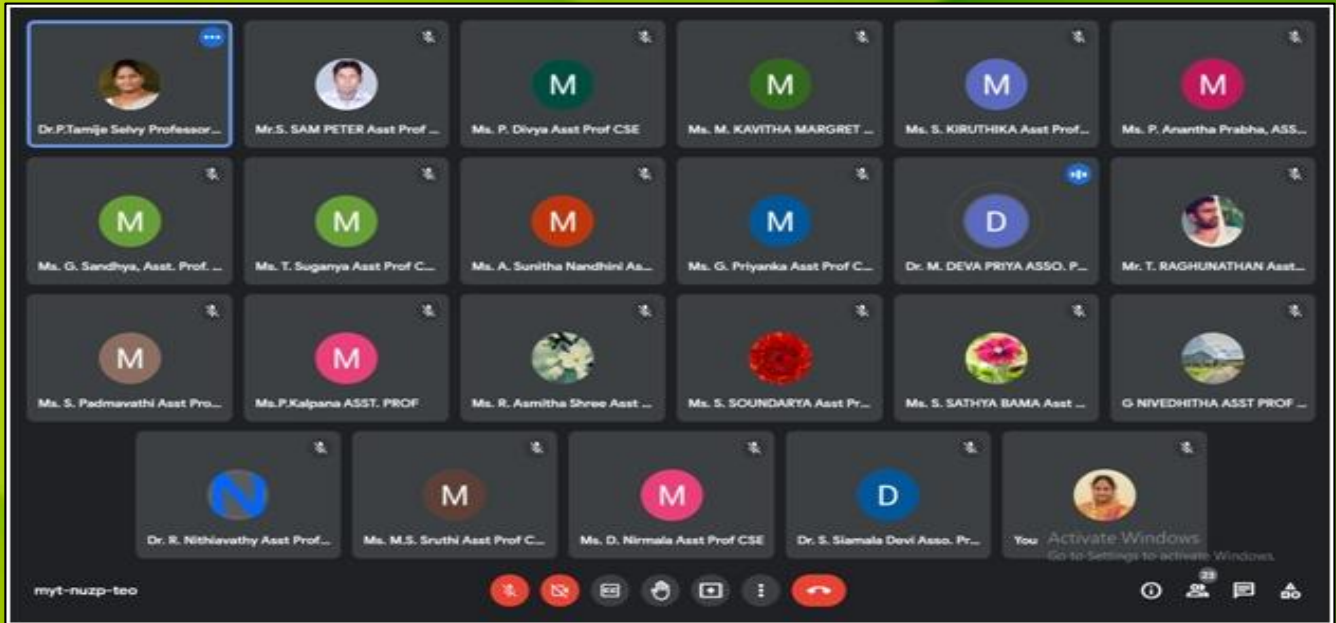 Dr.P.Tamije Selvy Professor...
Mr.S. SAM PETER Asst Prof ...
M
Ms. P. Divya Asst Prof CSE
M
Ms. M. KAVITHA MARGRET ...
M
Ms. S. KIRUTHIKA Asst Prof...
M
Ms. P. Anantha Prabha, ASS...
M
Ms. G. Sandhya, Asst. Prof. ...
M
Ms. T. Suganya Asst Prof C...
M
Ms. A. Sunitha Nandhini As...
M
Ms. G. Priyanka Asst Prof C...
D
Dr. M. DEVA PRIYA ASSO. P...
Mr. T. RAGHUNATHAN Asst...
M
Ms. S. Padmavathi Asst Pro...
M
Ms.P.Kalpana ASST. PROF
Ms. R. Asmitha Shree Asst ...
Ms. S. SOUNDARYA Asst Pr...
Ms. S. SATHYA BAMA Asst ...
G NIVEDHITHA ASST PROF ...
N
Dr. R. Nithiavathy Asst Prof...
M
Ms. M.S. Sruthi Asst Prof C...
M
Ms. D. Nirmala Asst Prof CSE
D
Dr. S. Siamala Devi Asso. Pr...
You
Activate Windows
Go to Settings to activate Windows.
myt-nuzp-teo
23